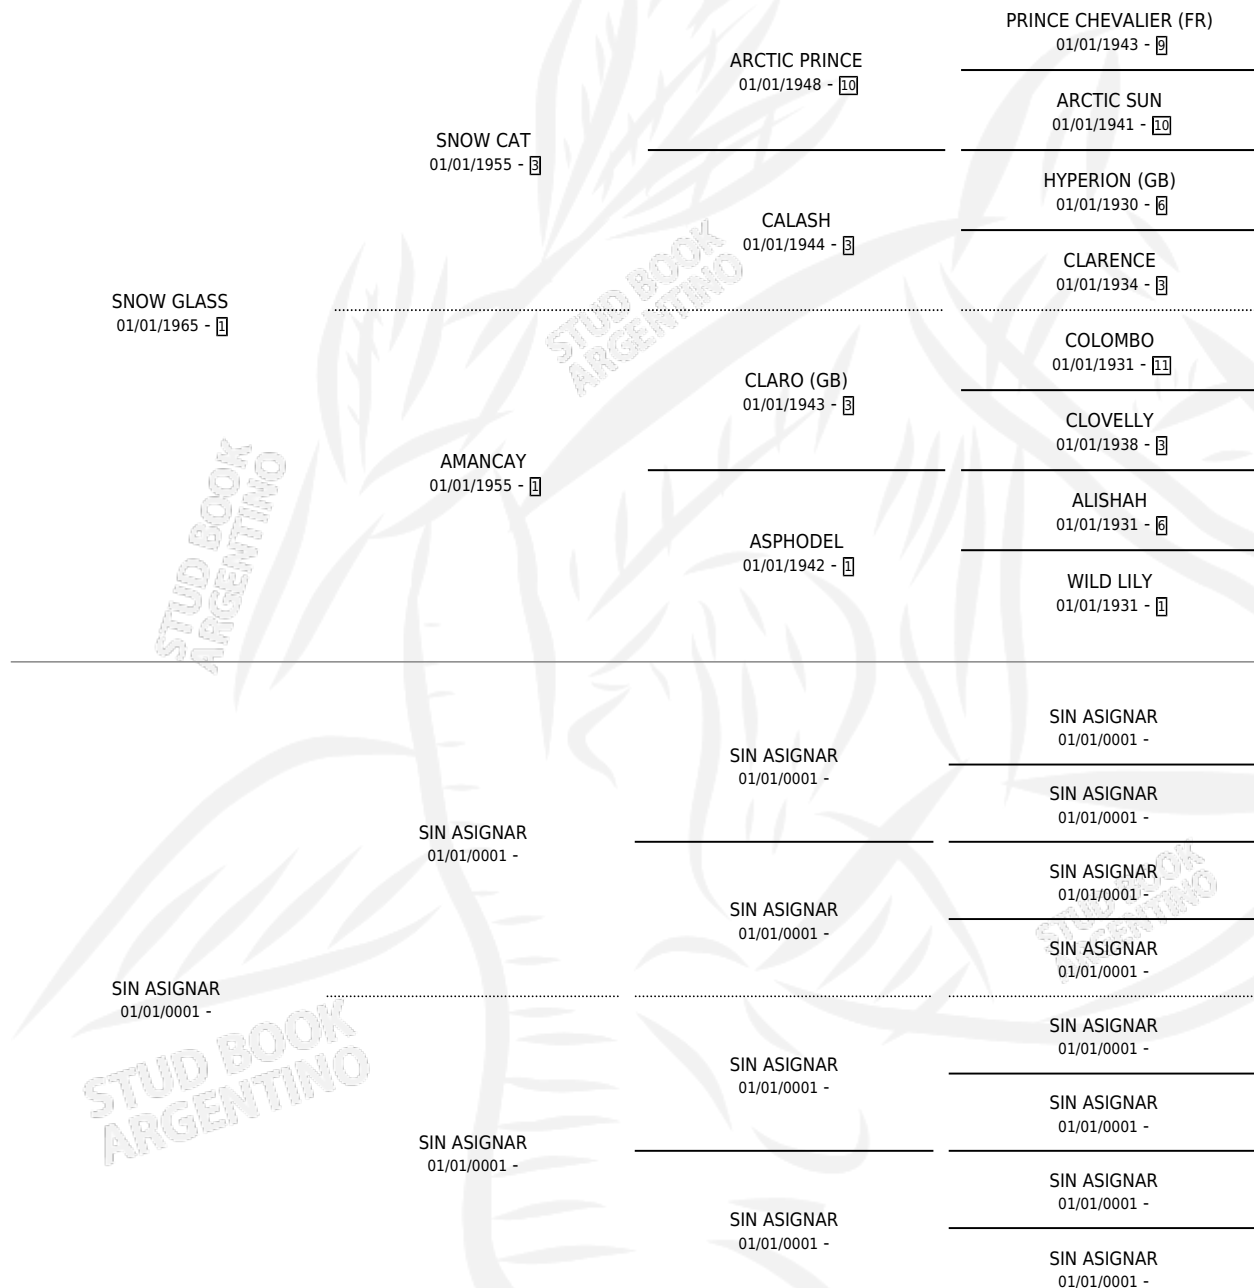 PRINCE CHEVALIER (FR)
01/01/1943 - 9
ARCTIC PRINCE
01/01/1948 - 10
ARCTIC SUN
01/01/1941 - 10
SNOW CAT
01/01/1955 - 3
HYPERION (GB)
01/01/1930 - 6
CALASH
01/01/1944 - 3
CLARENCE
01/01/1934 - 3
SNOW GLASS
01/01/1965 - 1
COLOMBO
01/01/1931 - 11
CLARO (GB)
01/01/1943 - 3
CLOVELLY
01/01/1938 - 3
AMANCAY
01/01/1955 - 1
ALISHAH
01/01/1931 - 6
ASPHODEL
01/01/1942 - 1
WILD LILY
01/01/1931 - 1
STUD BOOK
ARGENTINO
STUD BOOK
ARGENTINO
SIN ASIGNAR
01/01/0001 -
SIN ASIGNAR
01/01/0001 -
SIN ASIGNAR
01/01/0001 -
SIN ASIGNAR
01/01/0001 -
SIN ASIGNAR
01/01/0001 -
SIN ASIGNAR
01/01/0001 -
SIN ASIGNAR
01/01/0001 -
SIN ASIGNAR
01/01/0001 -
SIN ASIGNAR
01/01/0001 -
SIN ASIGNAR
01/01/0001 -
SIN ASIGNAR
01/01/0001 -
SIN ASIGNAR
01/01/0001 -
SIN ASIGNAR
01/01/0001 -
SIN ASIGNAR
01/01/0001 -
SIN ASIGNAR
01/01/0001 -
STUD BOOK
ARGENTINO
STUD BOOK
ARGENTINO